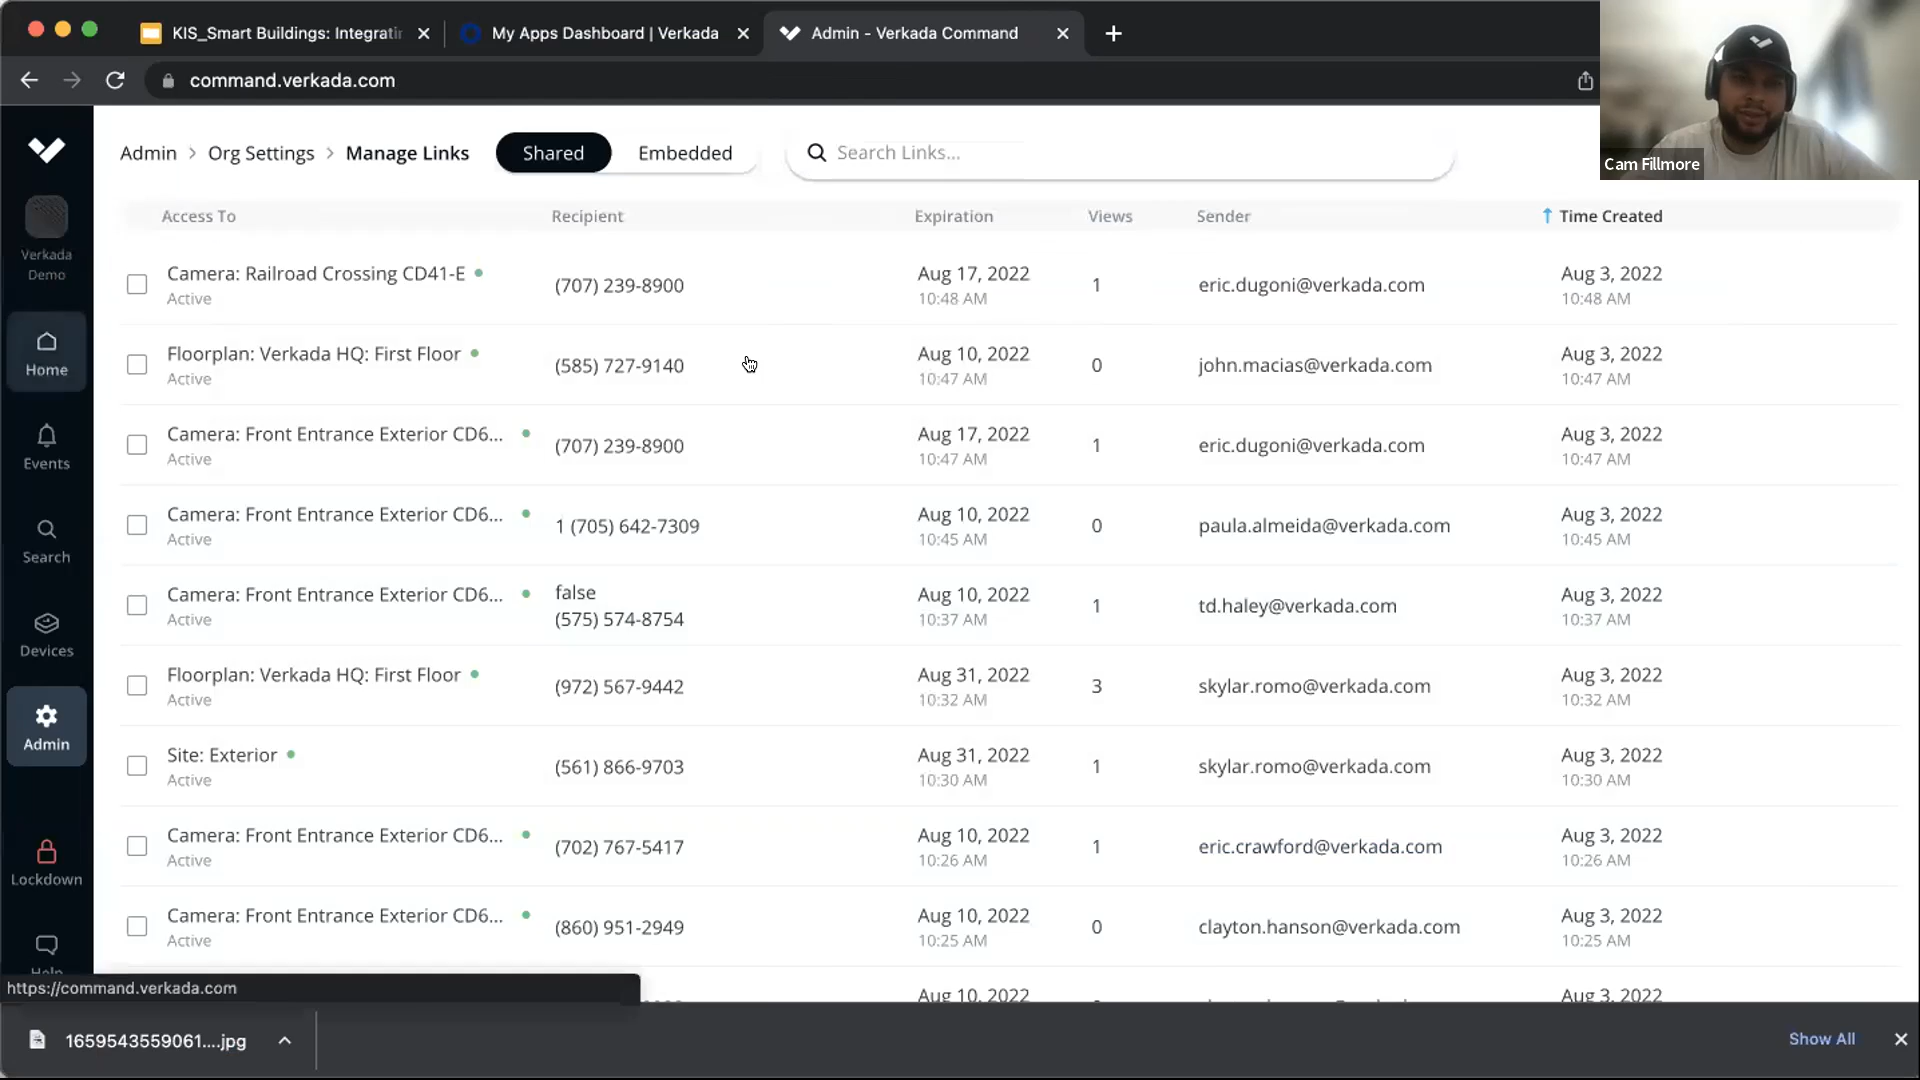 KIS_Smart Buildings: Integratin
My Apps Dashboard | Verkada
Admin - Verkada Command
command.verkada.com
Cam Fillmore
Admin > Org Settings > Manage Links
Shared
Embedded
Search Links...
Verkada
Demo
Home
Events
Search
Devices
Admin
Lockdown
Help
Access To Recipient Expiration Views Sender ↑ Time Created
Camera: Railroad Crossing CD41-E
Active
(707) 239-8900
Aug 17, 2022
10:48 AM
1
eric.dugoni@verkada.com
Aug 3, 2022
10:48 AM
Floorplan: Verkada HQ: First Floor
Active
(585) 727-9140
Aug 10, 2022
10:47 AM
0
john.macias@verkada.com
Aug 3, 2022
10:47 AM
Camera: Front Entrance Exterior CD6...
Active
(707) 239-8900
Aug 17, 2022
10:47 AM
1
eric.dugoni@verkada.com
Aug 3, 2022
10:47 AM
Camera: Front Entrance Exterior CD6...
Active
1 (705) 642-7309
Aug 10, 2022
10:45 AM
0
paula.almeida@verkada.com
Aug 3, 2022
10:45 AM
Camera: Front Entrance Exterior CD6...
Active
false
(575) 574-8754
Aug 10, 2022
10:37 AM
1
td.haley@verkada.com
Aug 3, 2022
10:37 AM
Floorplan: Verkada HQ: First Floor
Active
(972) 567-9442
Aug 31, 2022
10:32 AM
3
skylar.romo@verkada.com
Aug 3, 2022
10:32 AM
Site: Exterior
Active
(561) 866-9703
Aug 31, 2022
10:30 AM
1
skylar.romo@verkada.com
Aug 3, 2022
10:30 AM
Camera: Front Entrance Exterior CD6...
Active
(702) 767-5417
Aug 10, 2022
10:26 AM
1
eric.crawford@verkada.com
Aug 3, 2022
10:26 AM
Camera: Front Entrance Exterior CD6...
Active
(860) 951-2949
Aug 10, 2022
10:25 AM
0
clayton.hanson@verkada.com
Aug 3, 2022
10:25 AM
Aug 10, 2022
Aug 3, 2022
https://command.verkada.com
1659543559061....jpg
Show All